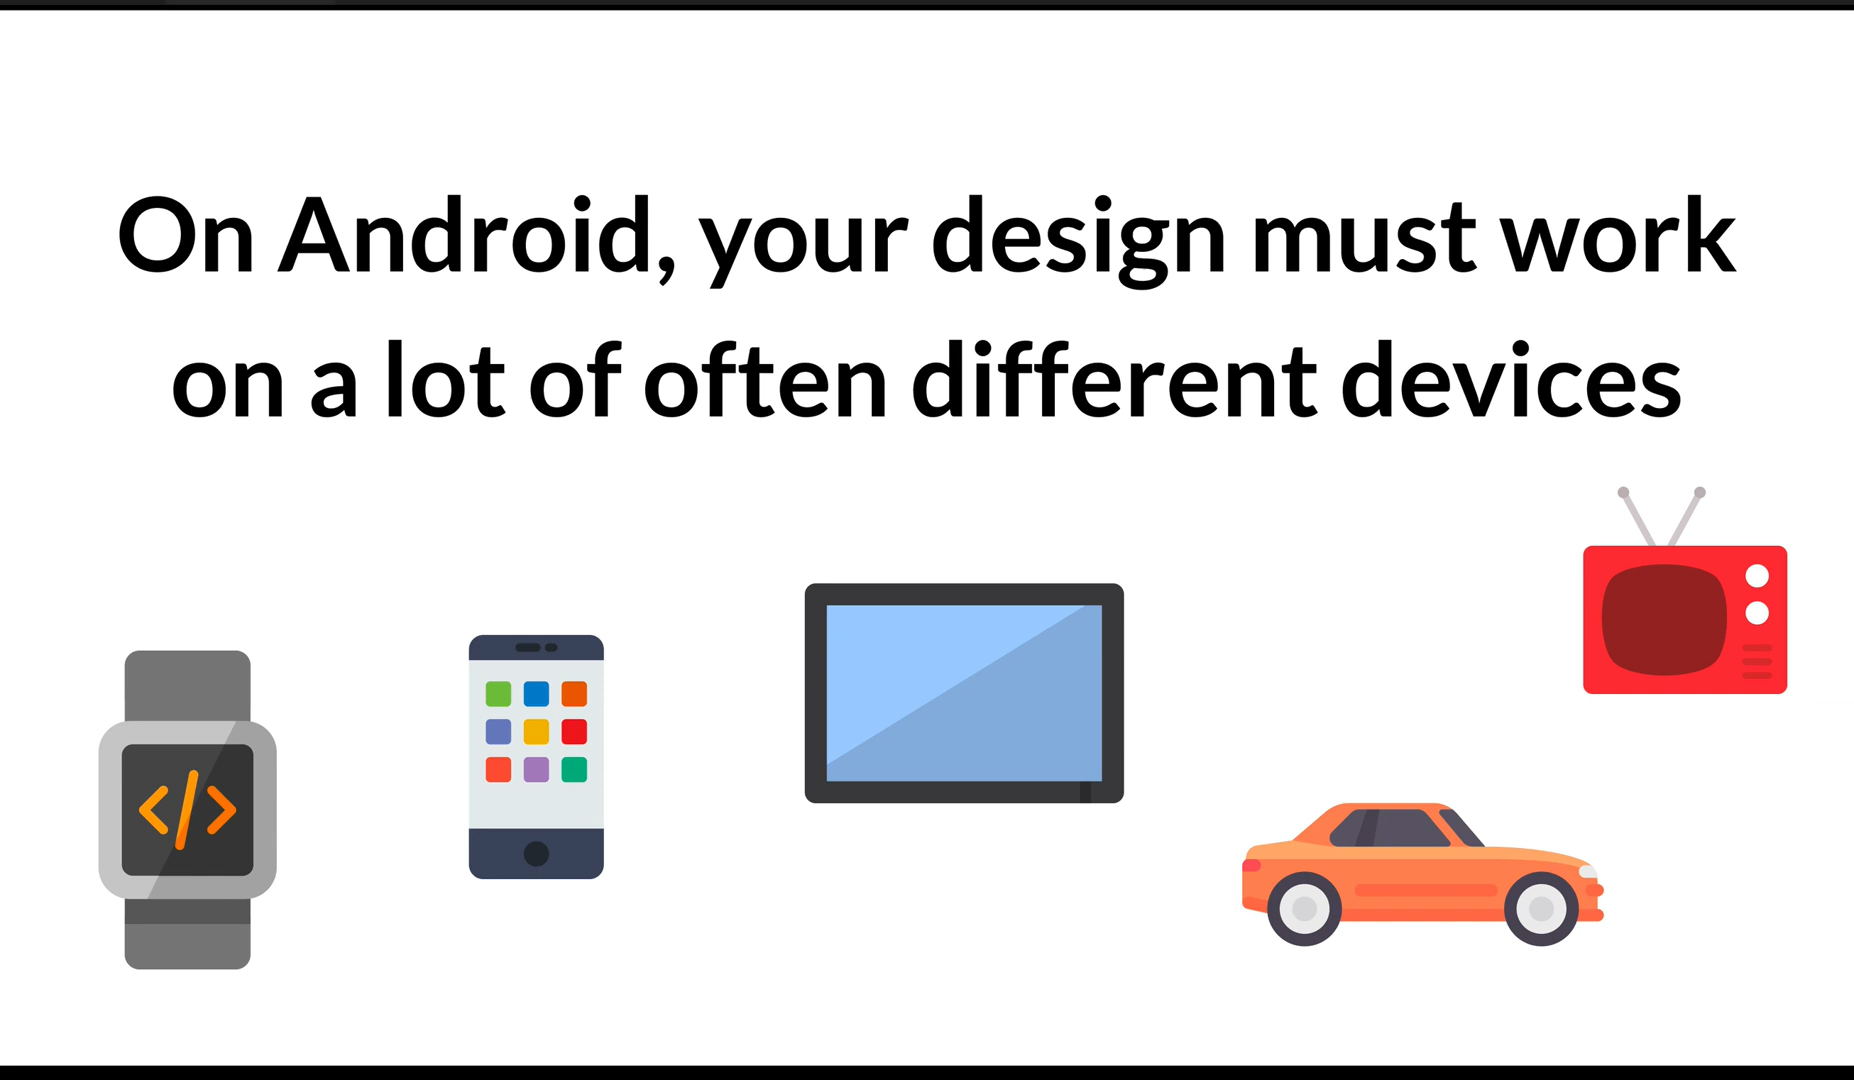 On Android, your design must work
on a lot of often different devices
</>